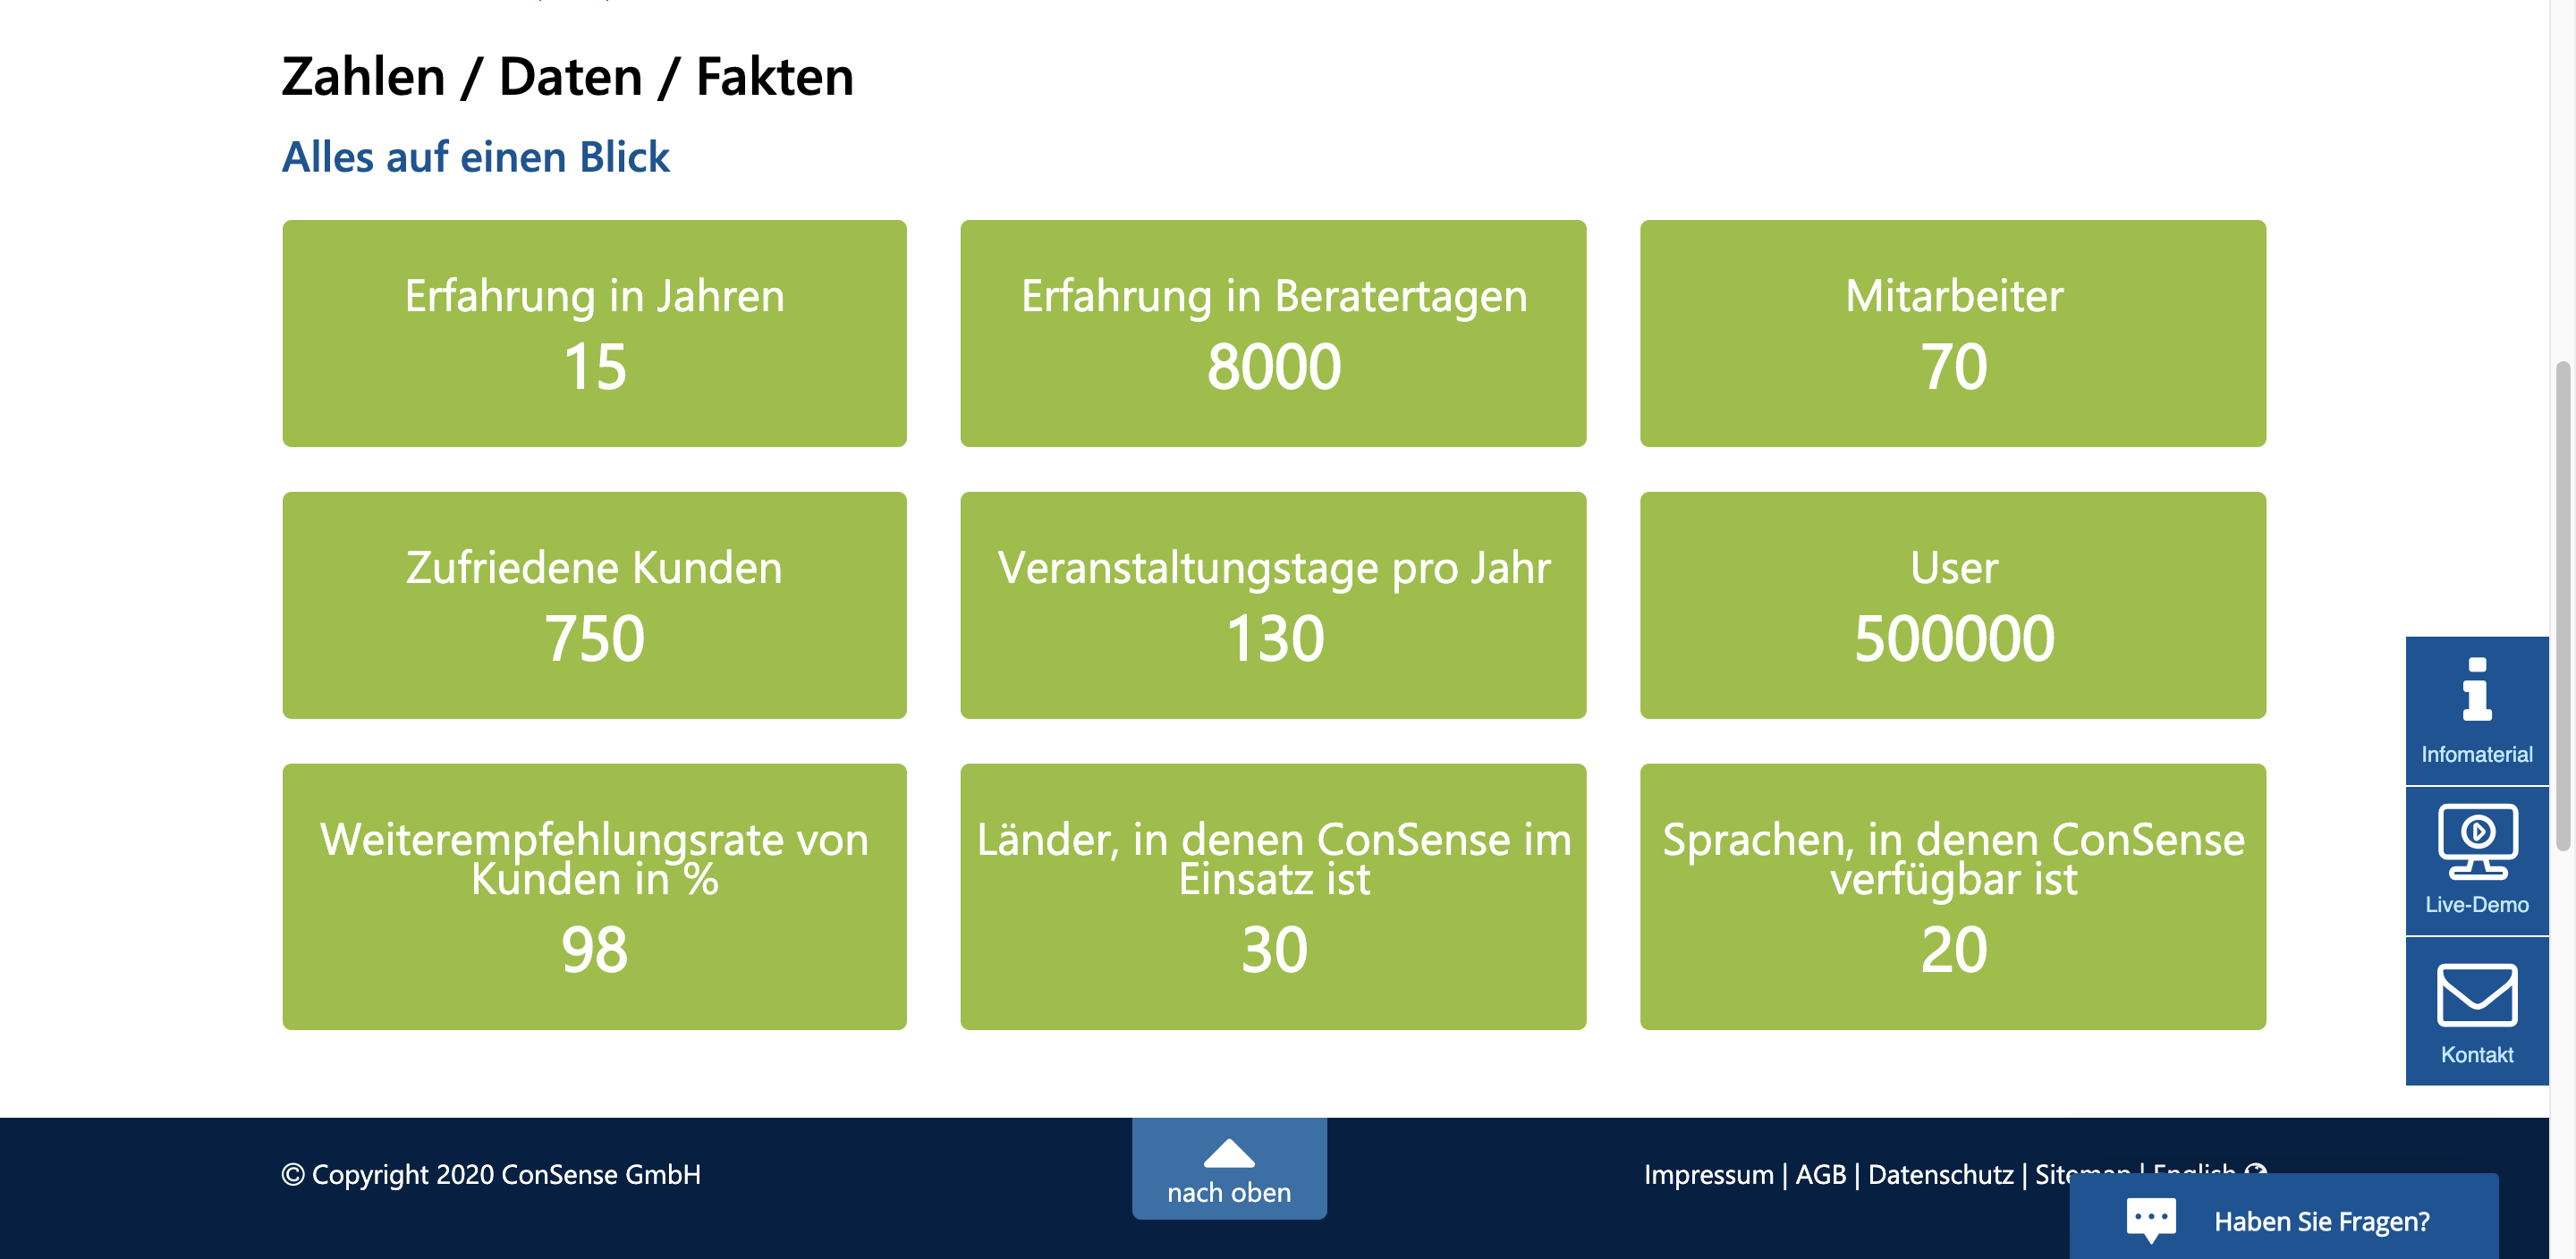 Zahlen / Daten / Fakten
Alles auf einen Blick
Erfahrung in Jahren
15
Erfahrung in Beratertagen
8000
Mitarbeiter
70
Zufriedene Kunden
750
Veranstaltungstage pro Jahr
130
User
500000
Weiterempfehlungsrate von
Kunden in %
98
Länder, in denen ConSense im
Einsatz ist
30
Sprachen, in denen ConSense
verfügbar ist
20
Infomaterial
Live-Demo
Kontakt
© Copyright 2020 ConSense GmbH
nach oben
Impressum | AGB | Datenschutz | Sitemap | English
Haben Sie Fragen?